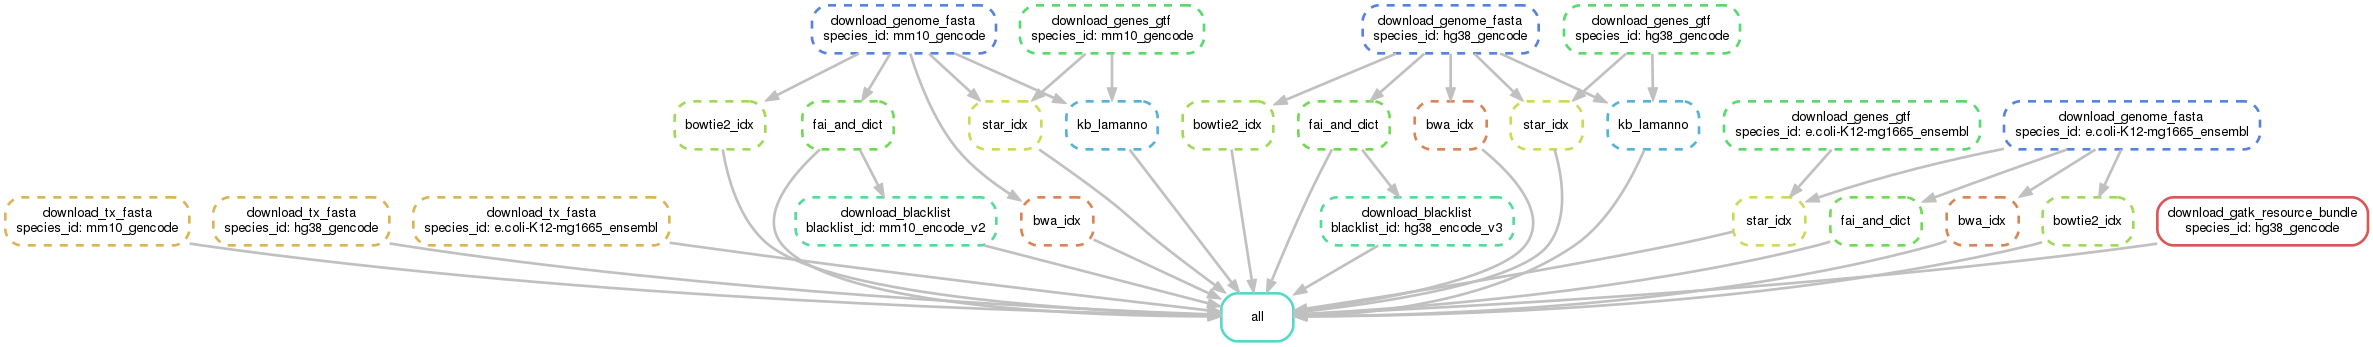 download_genome_fasta
species_id: mm10_gencode
download_genes_gtf
species_id: mm10_gencode
download_genome_fasta
species_id: hg38_gencode
download_genes_gtf
species_id: hg38_gencode
bowtie2_idx
fai_and_dict
star_idx
kb_lamanno
bowtie2_idx
fai_and_dict
bwa_idx
star_idx
kb_lamanno
download_genes_gtf
species_id: e.coli-K12-mg1665_ensembl
download_genome_fasta
species_id: e.coli-K12-mg1665_ensembl
download_tx_fasta
species_id: mm10_gencode
download_tx_fasta
species_id: hg38_gencode
download_tx_fasta
species_id: e.coli-K12-mg1665_ensembl
download_blacklist
blacklist_id: mm10_encode_v2
bwa_idx
download_blacklist
blacklist_id: hg38_encode_v3
star_idx
fai_and_dict
bwa_idx
bowtie2_idx
download_gatk_resource_bundle
species_id: hg38_gencode
all